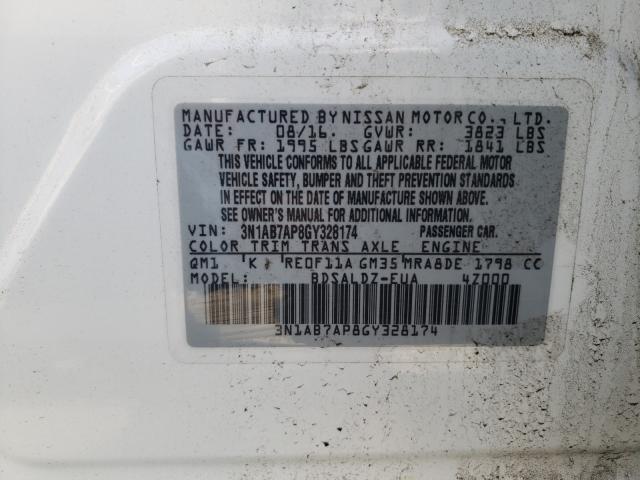 MANUFACTURED BY NISSAN MOTOR CO., LTD.
DATE: 08/16. GVWR: 3823 LBS
GAWR FR: 1995 LBS GAWR RR: 1841 LBS
THIS VEHICLE CONFORMS TO ALL APPLICABLE FEDERAL MOTOR
VEHICLE SAFETY, BUMPER AND THEFT PREVENTION STANDARDS
IN EFFECT ON THE DATE OF MANUFACTURE SHOWN ABOVE.
SEE OWNER'S MANUAL FOR ADDITIONAL INFORMATION.
VIN: 3N1AB7AP8GY328174 PASSENGER CAR.
COLOR TRIM TRANS AXLE ENGINE
QM1 K RE0F11A GM35 MRA8DE 1798 CC
MODEL: BDSALDZ-EUA 4Z000
3N1AB7AP8GY328174